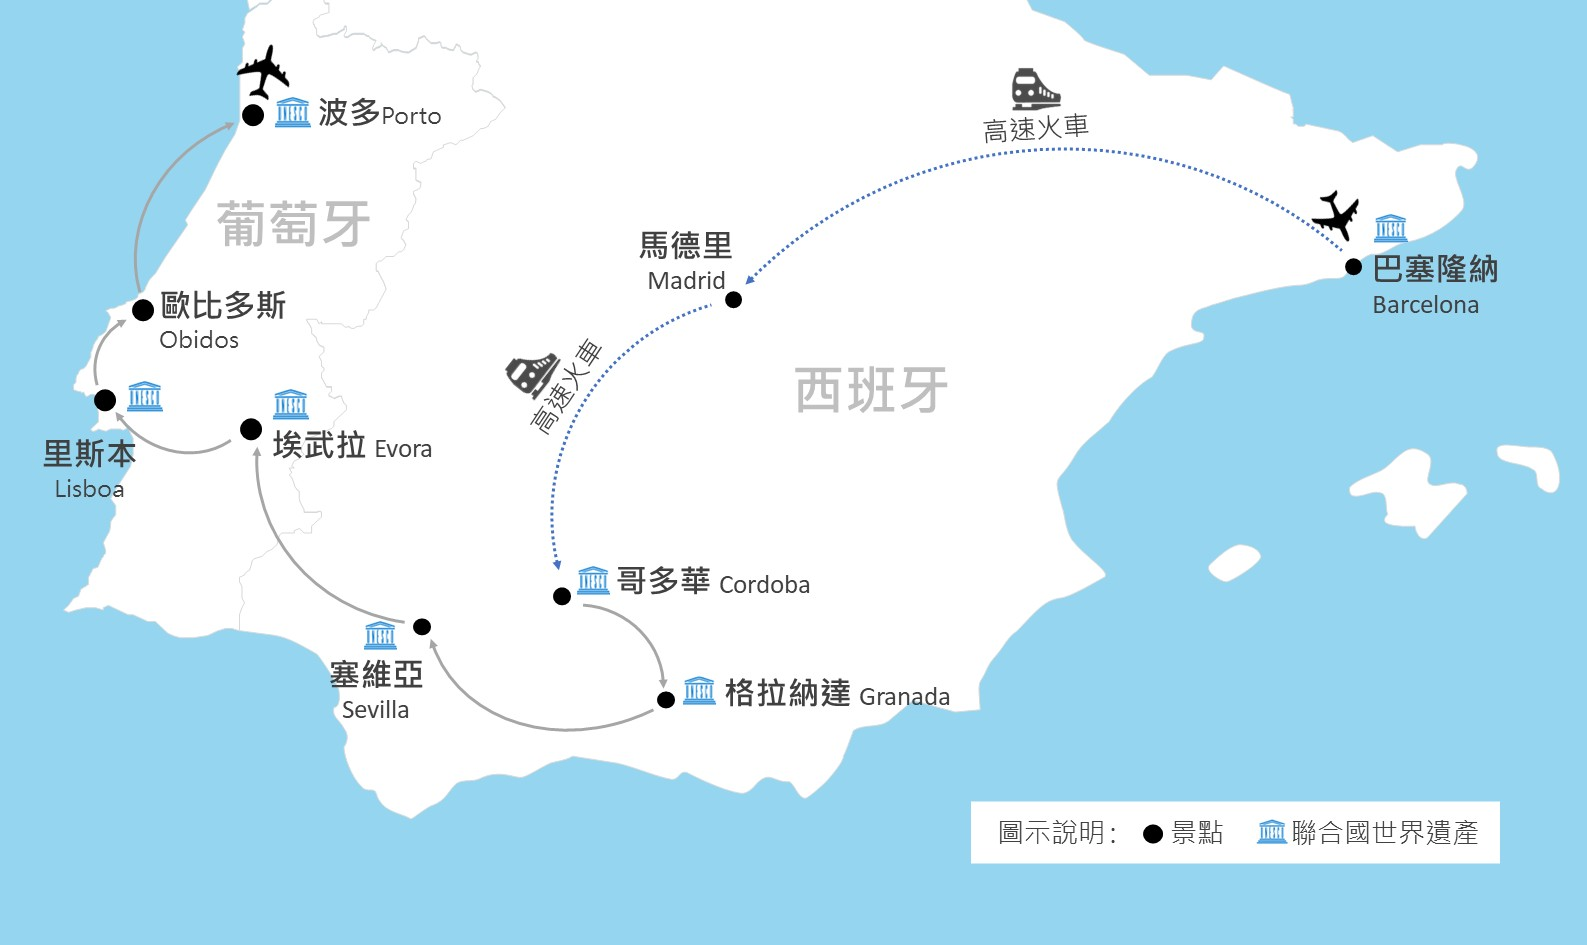 波多Porto
高速火車
葡萄牙
馬德里
Madrid
巴塞隆納
Barcelona
歐比多斯
Obidos
高速火車
西班牙
里斯本
Lisboa
埃武拉 Evora
哥多華 Cordoba
塞維亞
Sevilla
格拉納達 Granada
圖示說明： 景點 聯合國世界遺產